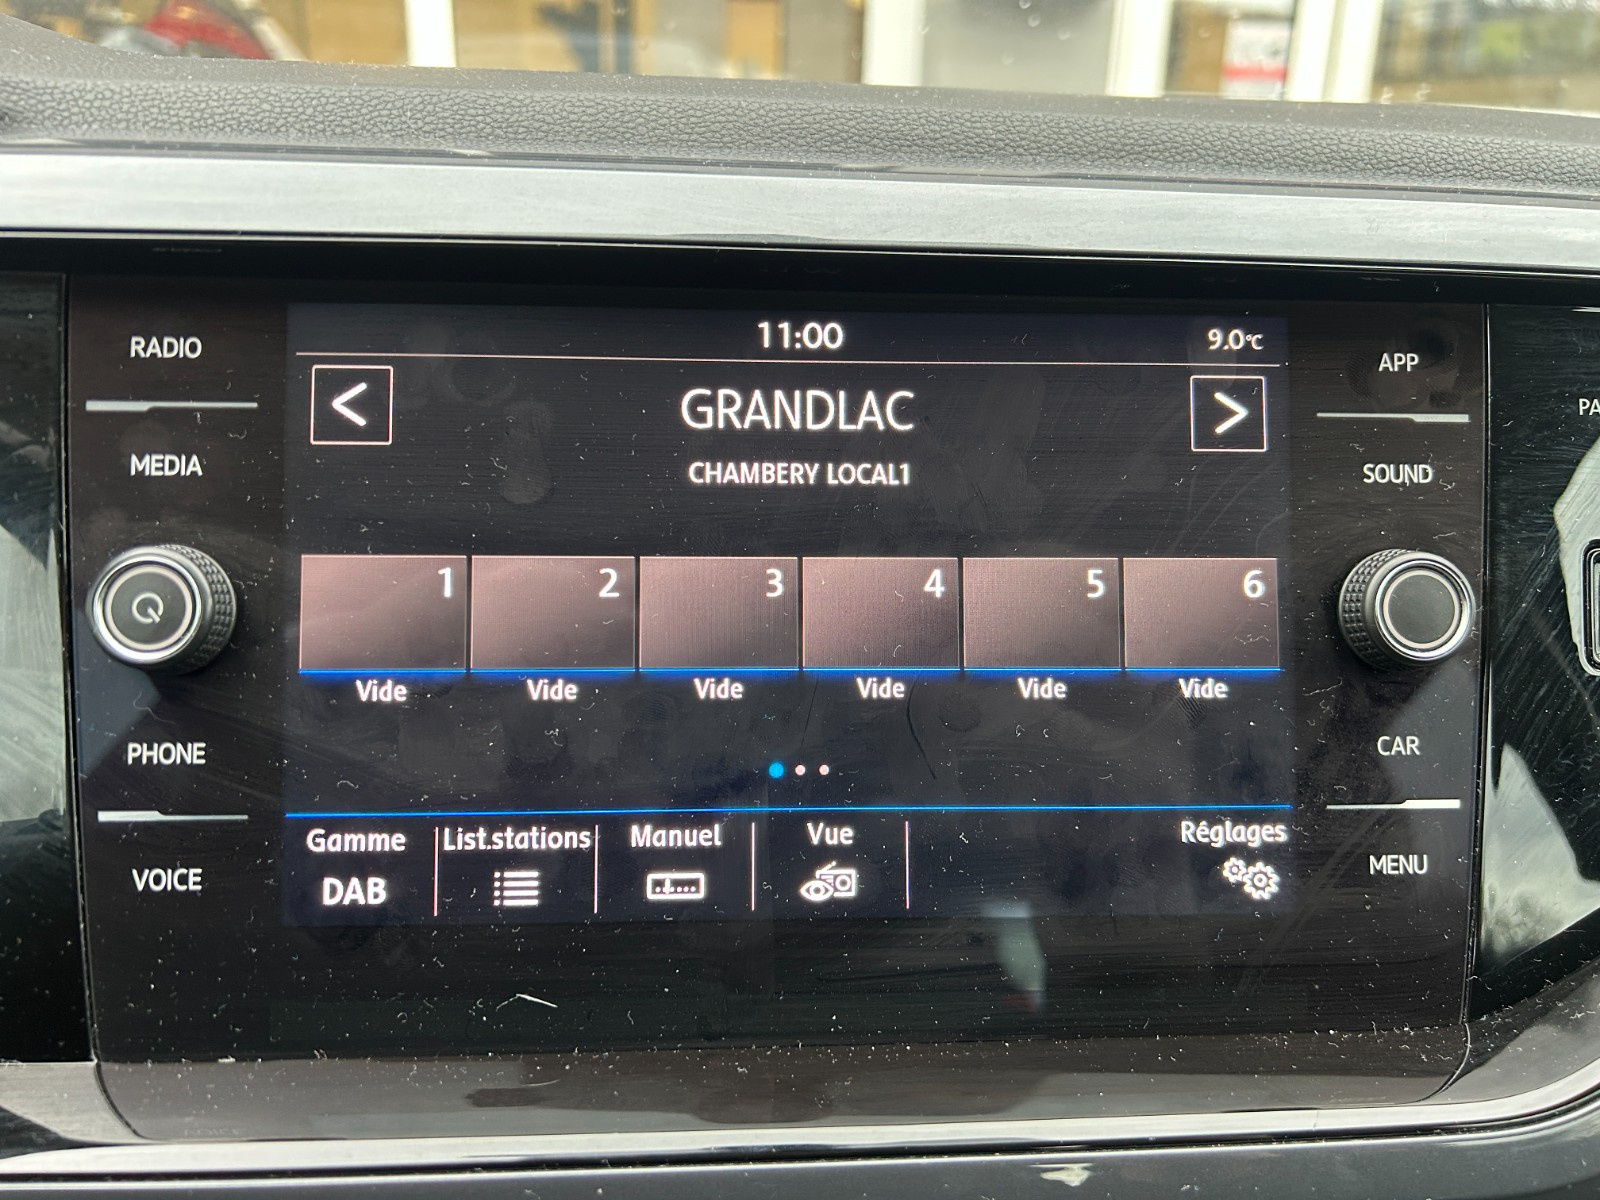 RADIO
MEDIA
PHONE
VOICE
11:00
9.0°C
<
GRANDLAC
>
CHAMBERY LOCAL1
1 2 3 4 5 6
Vide Vide Vide Vide Vide Vide
Gamme
DAB
List.stations
Manuel
Vue
Réglages
APP
SOUND
CAR
MENU
PA